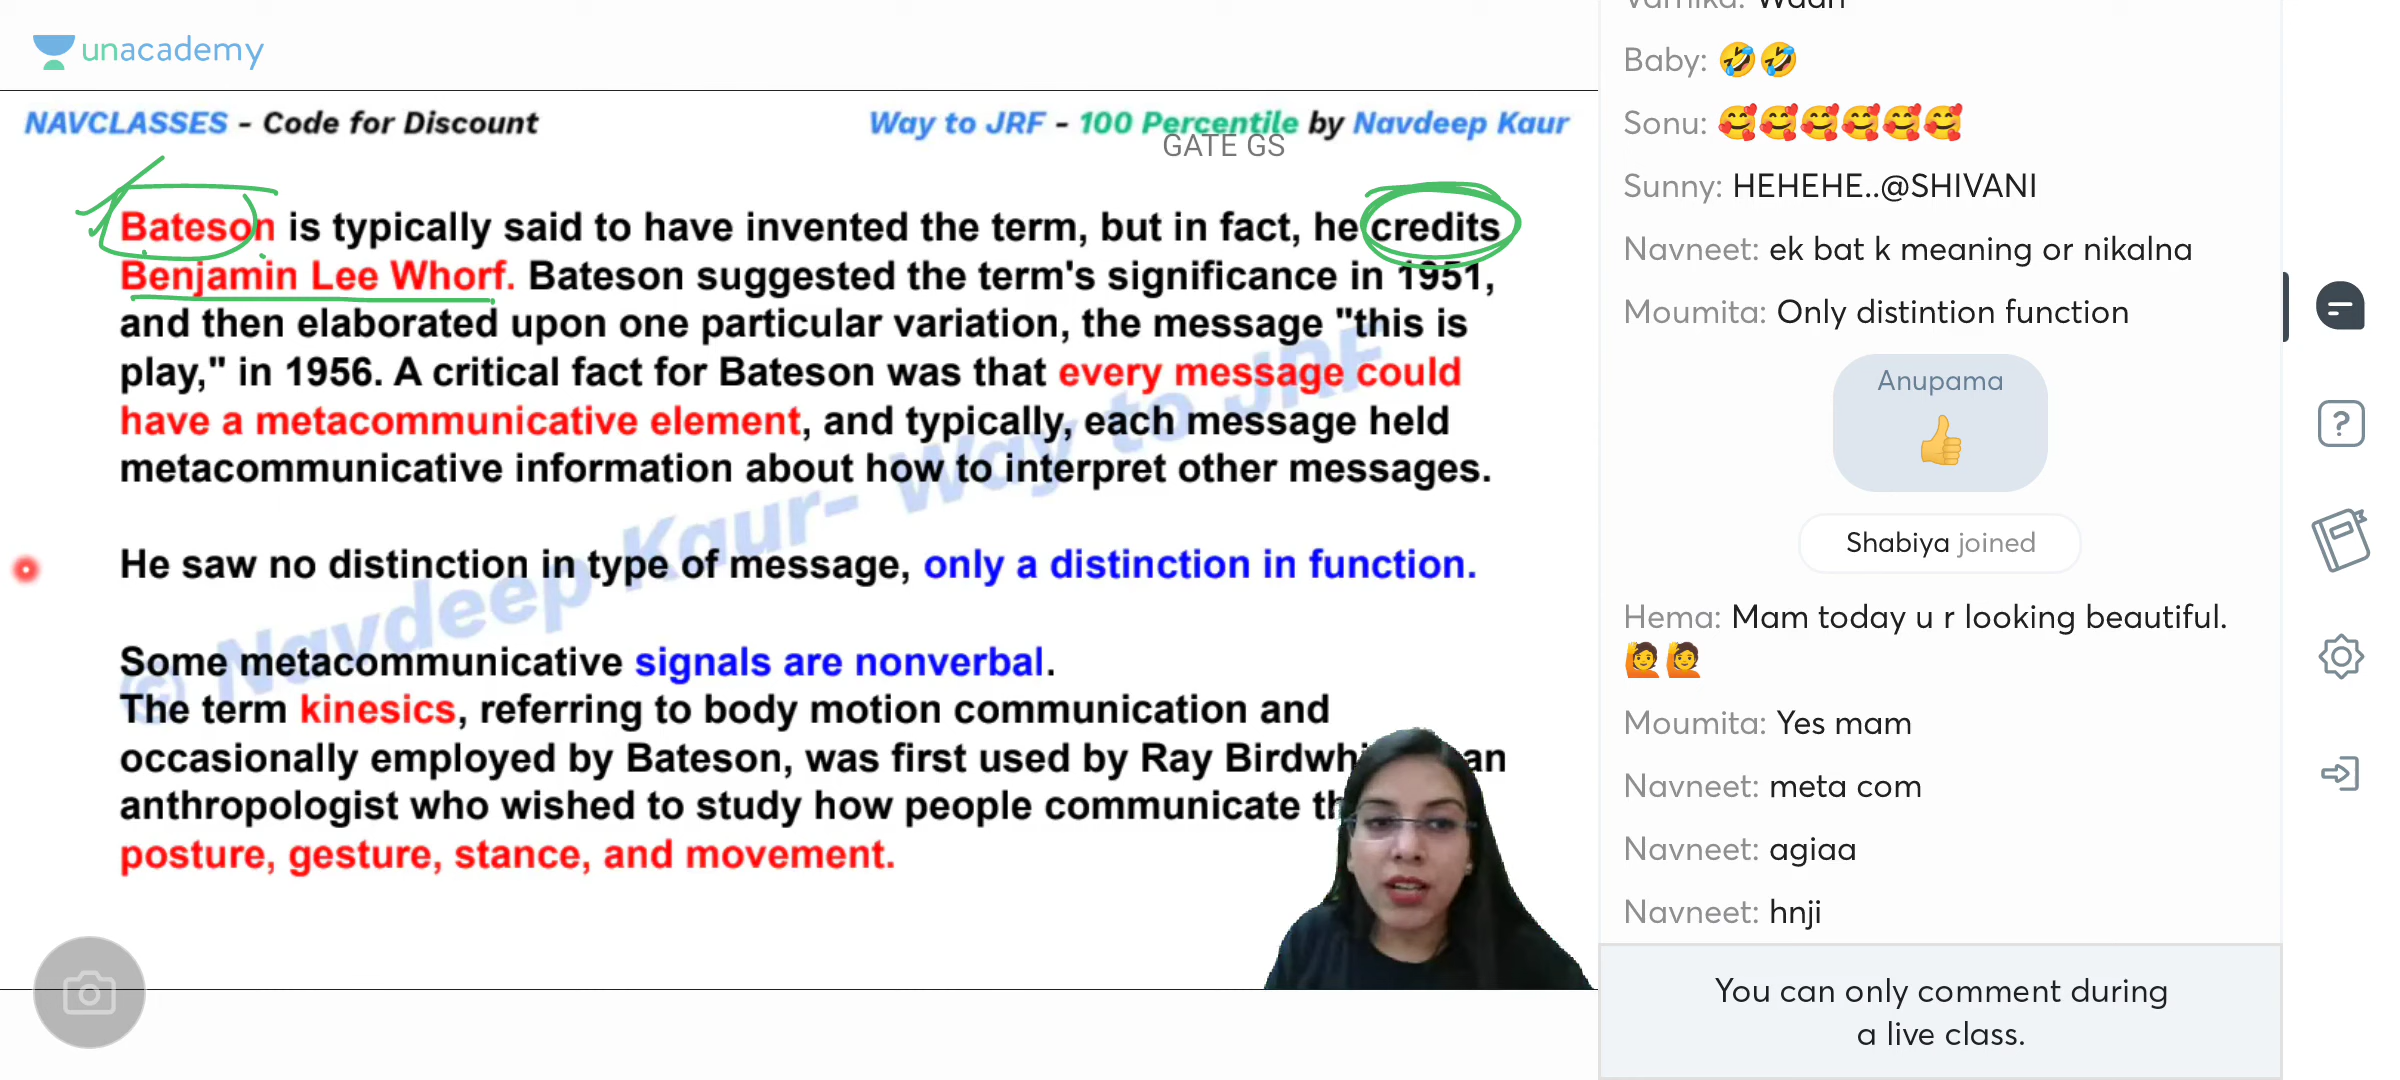 unacademy
NAVCLASSES - Code for Discount
Way to JRF - 100 Percentile by Navdeep Kaur
GATE GS
Bateson is typically said to have invented the term, but in fact, he credits
Benjamin Lee Whorf. Bateson suggested the term's significance in 1951,
and then elaborated upon one particular variation, the message "this is
play," in 1956. A critical fact for Bateson was that every message could
have a metacommunicative element, and typically, each message held
metacommunicative information about how to interpret other messages.
He saw no distinction in type of message, only a distinction in function.
Some metacommunicative signals are nonverbal.
The term kinesics, referring to body motion communication and
occasionally employed by Bateson, was first used by Ray an
anthropologist who wished to study how people communicate
posture, gesture, stance, and movement.
© Navdeep Kaur- Way to JRF
Baby: 🤣🤣
Sonu: 🥰🥰🥰🥰🥰🥰
Sunny: HEHEHE..@SHIVANI
Navneet: ek bat k meaning or nikalna
Moumita: Only distintion function
Anupama
👍
Shabiya joined
Hema: Mam today u r looking beautiful.
🙋🙋
Moumita: Yes mam
Navneet: meta com
Navneet: agiaa
Navneet: hnji
You can only comment during
a live class.